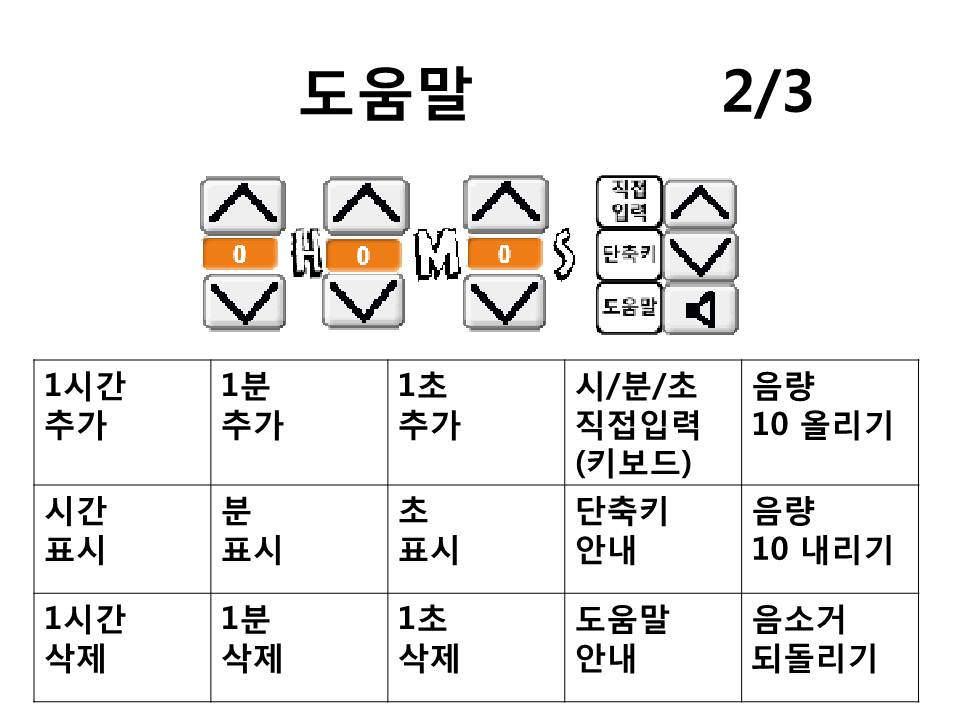 도움말 2/3
직접
입력
0 H 0 M 0 S 단축키
도움말
1시간
추가
1분
추가
1초
추가
시/분/초
직접입력
(키보드)
음량
10 올리기
시간
표시
분
표시
초
표시
단축키
안내
음량
10 내리기
1시간
삭제
1분
삭제
1초
삭제
도움말
안내
음소거
되돌리기